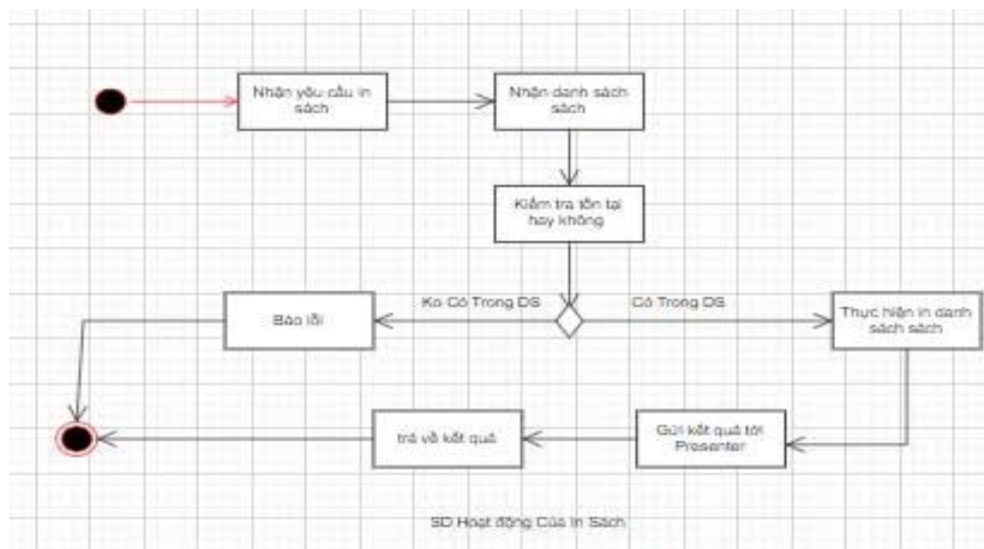 Nhận yêu cầu in
sách
Nhận danh sách
sách
Kiểm tra tồn tại
hay không
Ko Có Trong DS
Có Trong DS
Báo lỗi
Thực hiện in danh
sách sách
trả về kết quả
Gửi kết quả tới
Presenter
SD Hoạt động Của In Sách